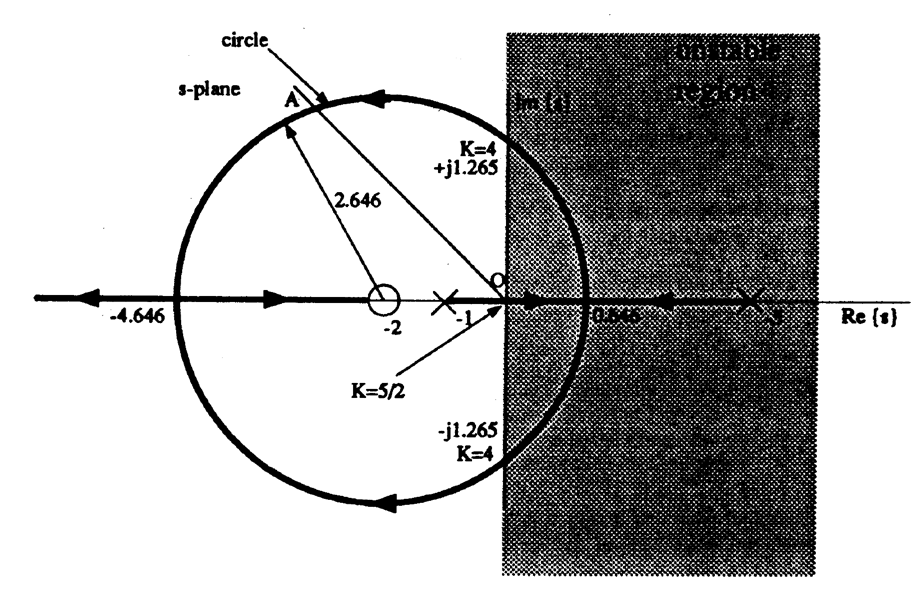 unstable
circle
s-plane
region
A
Im {s}
K=4
+j1.265
2.646
O
-4.646
-2
-1
0.646
Re {s}
K=5/2
-j1.265
K=4